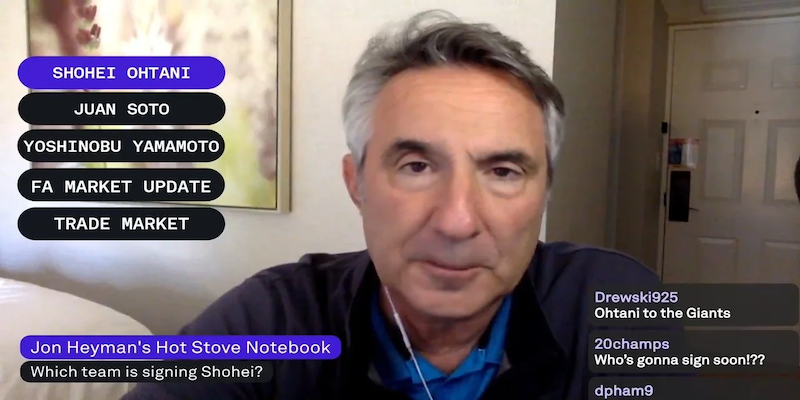 SHOHEI OHTANI
JUAN SOTO
YOSHINOBU YAMAMOTO
FA MARKET UPDATE
TRADE MARKET
Jon Heyman's Hot Stove Notebook
Which team is signing Shohei?
Drewski925
Ohtani to the Giants
20champs
Who's gonna sign soon!??
dpham9